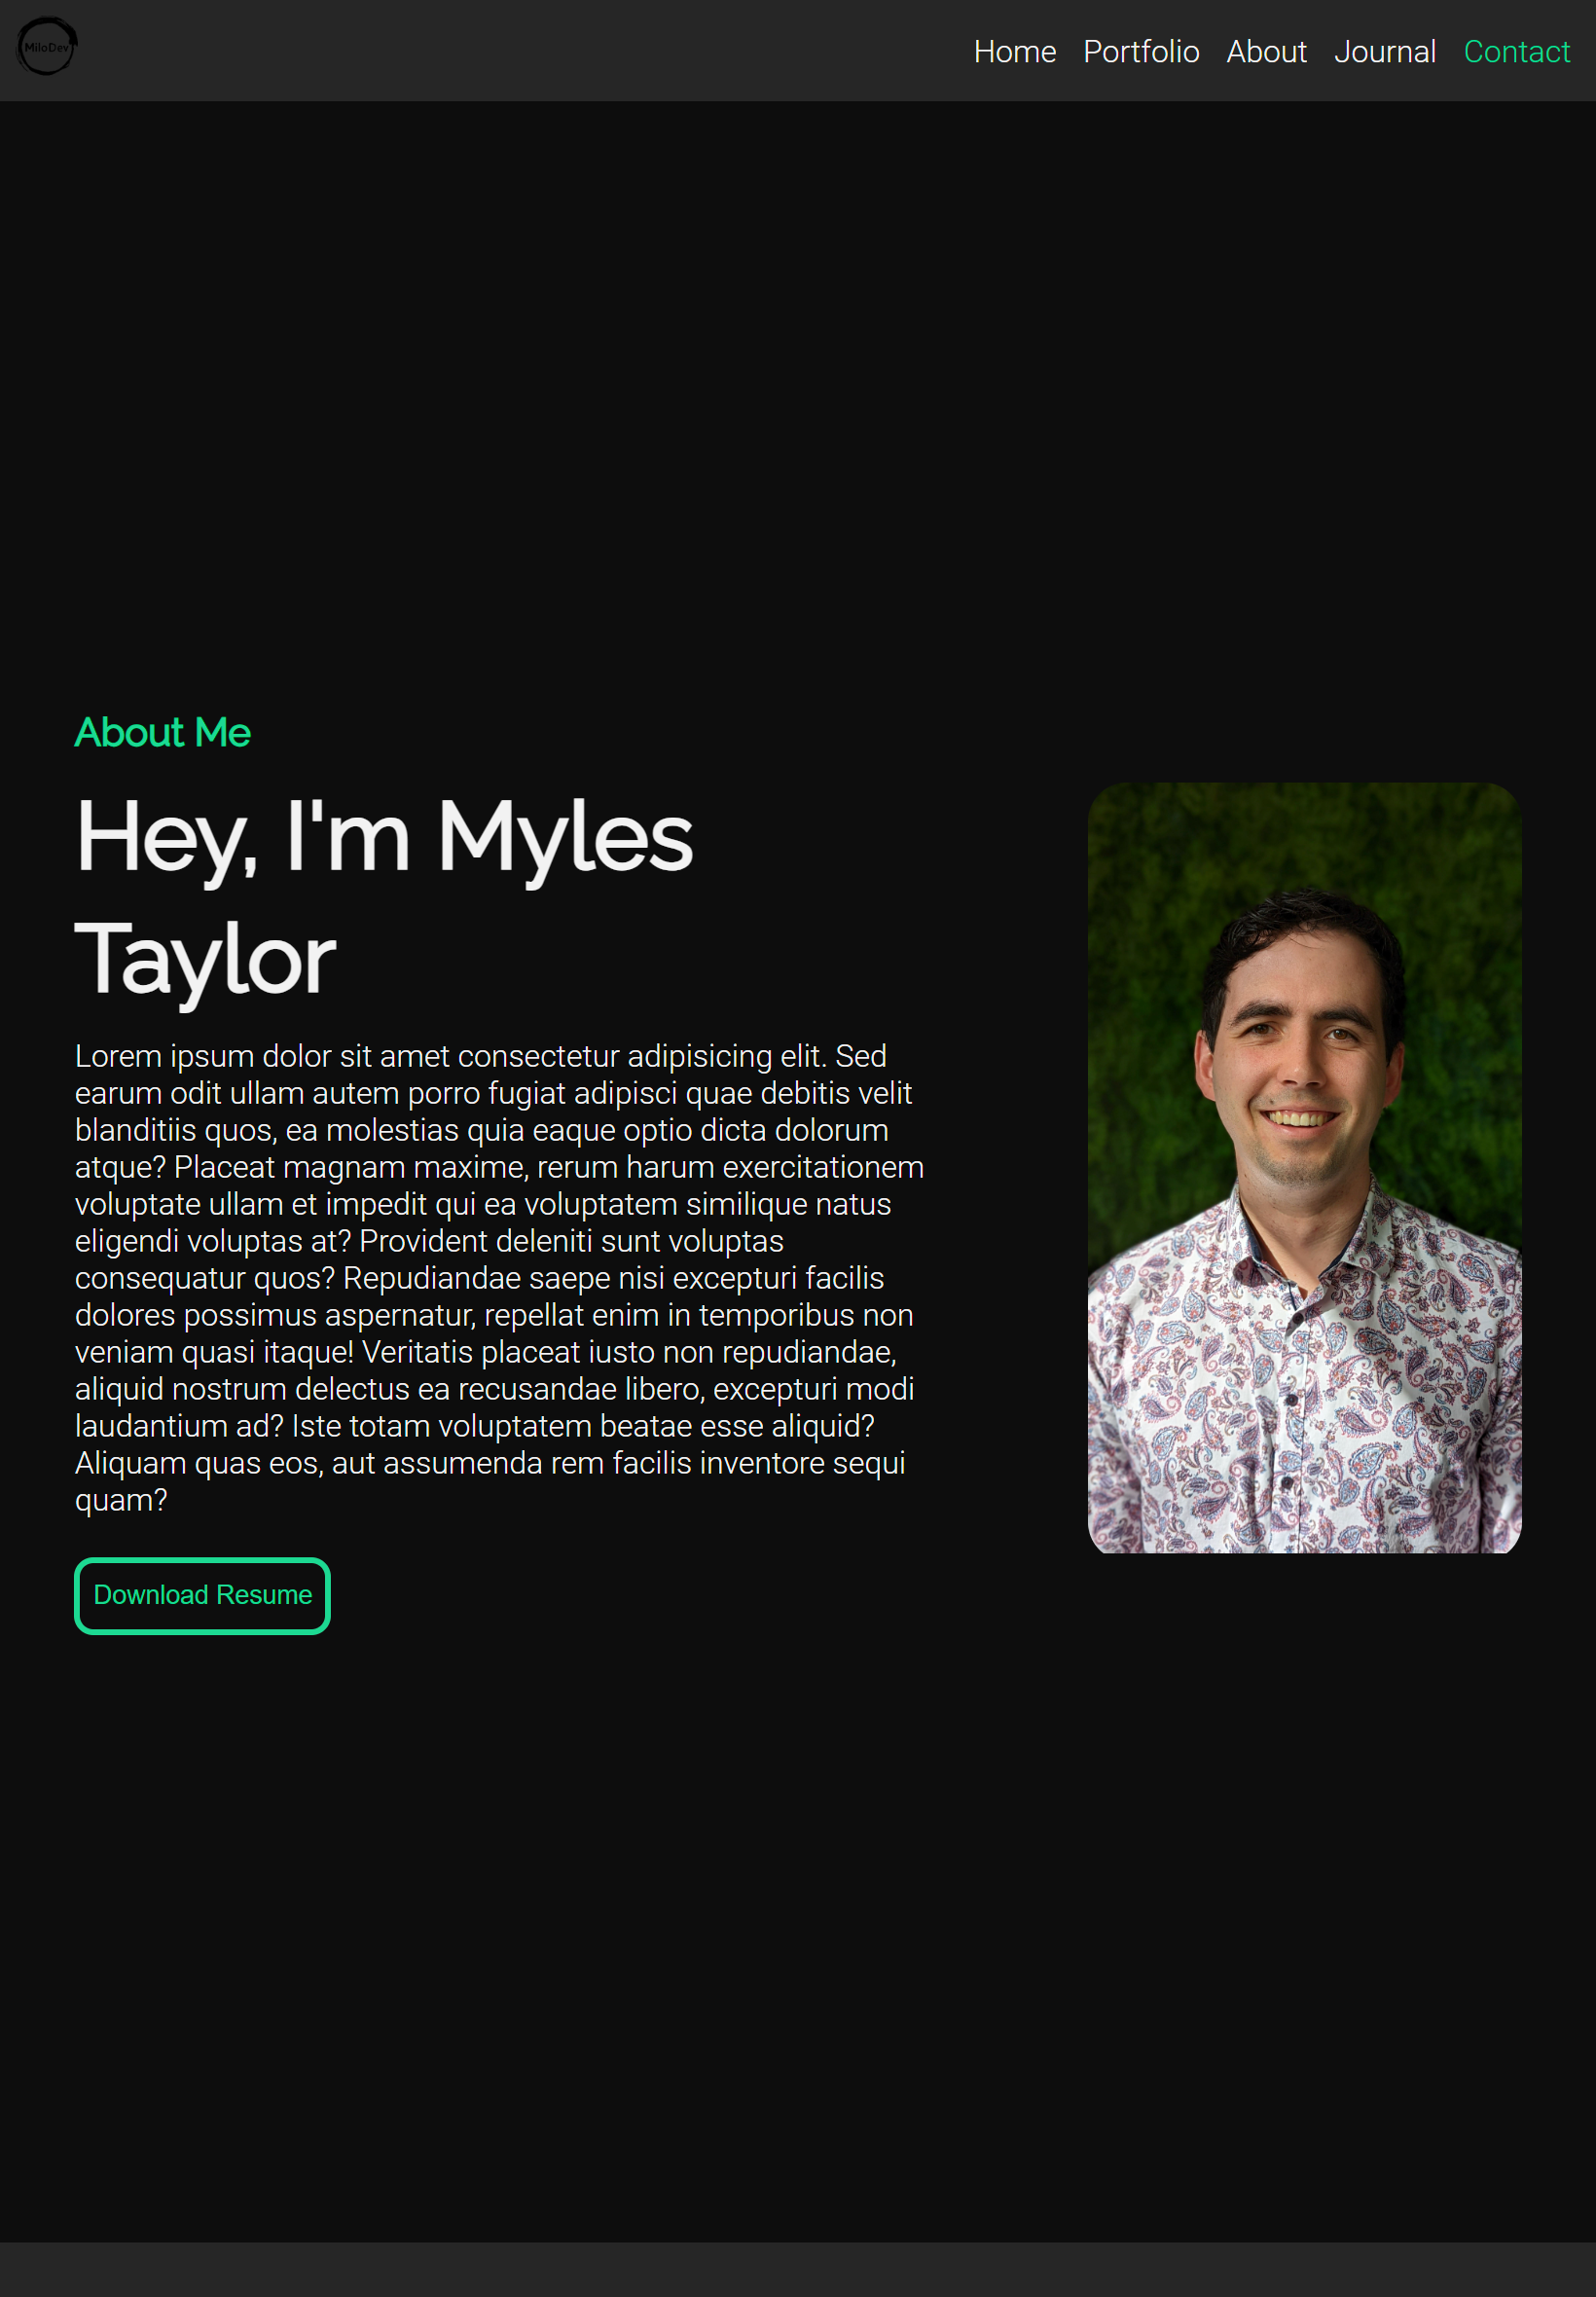 MiloDev
Home Portfolio About Journal Contact
About Me
Hey, I'm Myles
Taylor
Lorem ipsum dolor sit amet consectetur adipisicing elit. Sed
earum odit ullam autem porro fugiat adipisci quae debitis velit
blanditiis quos, ea molestias quia eaque optio dicta dolorum
atque? Placeat magnam maxime, rerum harum exercitationem
voluptate ullam et impedit qui ea voluptatem similique natus
eligendi voluptas at? Provident deleniti sunt voluptas
consequatur quos? Repudiandae saepe nisi excepturi facilis
dolores possimus aspernatur, repellat enim in temporibus non
veniam quasi itaque! Veritatis placeat iusto non repudiandae,
aliquid nostrum delectus ea recusandae libero, excepturi modi
laudantium ad? Iste totam voluptatem beatae esse aliquid?
Aliquam quas eos, aut assumenda rem facilis inventore sequi
quam?
Download Resume